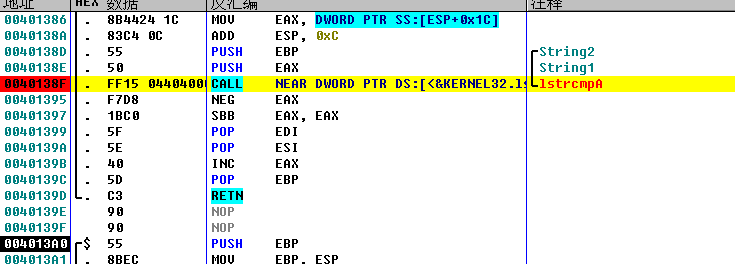 地址 HEX 数据 反汇编 注释
00401386 . 8B4424 1C MOV EAX, DWORD PTR SS:[ESP+0x1C]
0040138A . 83C4 0C ADD ESP, 0xC
0040138D . 55 PUSH EBP String2
0040138E . 50 PUSH EAX String1
0040138F . FF15 04404000 CALL NEAR DWORD PTR DS:[<&KERNEL32.ls lstrcmpA
00401395 . F7D8 NEG EAX
00401397 . 1BC0 SBB EAX, EAX
00401399 . 5F POP EDI
0040139A . 5E POP ESI
0040139B . 40 INC EAX
0040139C . 5D POP EBP
0040139D . C3 RETN
0040139E 90 NOP
0040139F 90 NOP
004013A0 $ 55 PUSH EBP
004013A1 . 8BEC MOV EBP, ESP